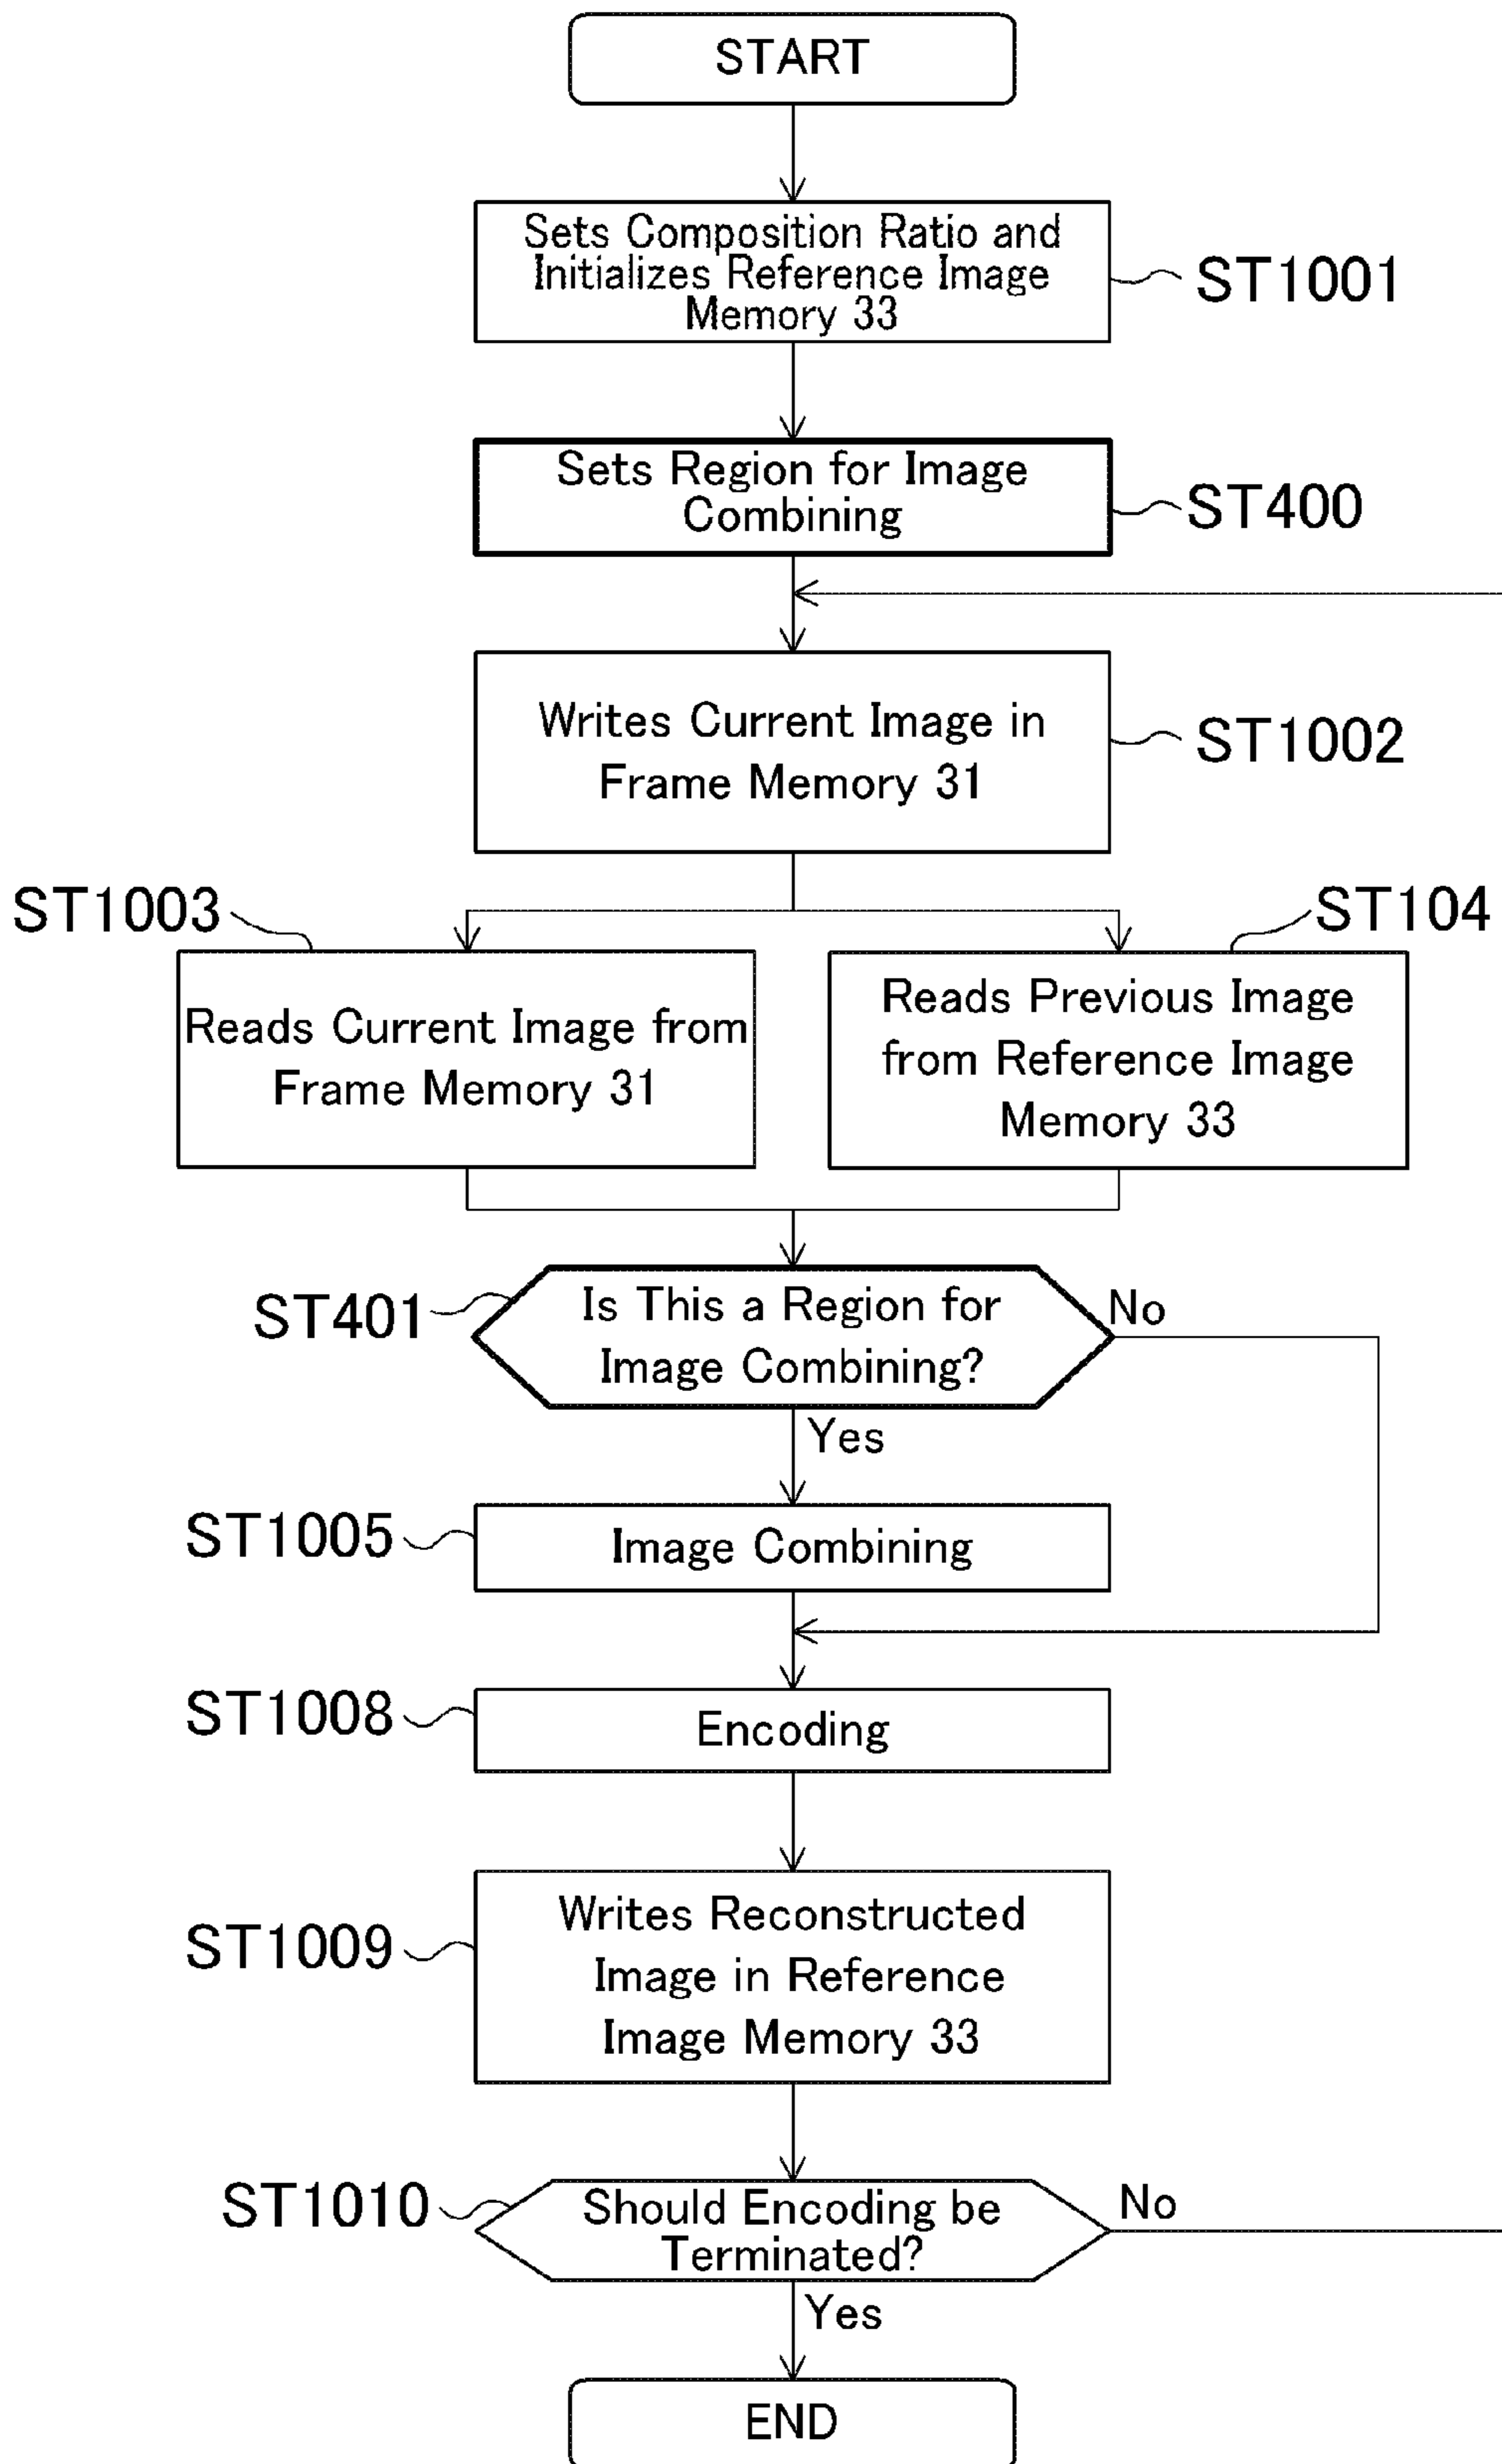 START
Sets Composition Ratio and
Initializes Reference Image
Memory 33
ST1001
Sets Region for Image
Combining
ST400
Writes Current Image in
Frame Memory 31
ST1002
ST1003
Reads Current Image from
Frame Memory 31
ST104
Reads Previous Image
from Reference Image
Memory 33
ST401
Is This a Region for
Image Combining?
No
Yes
ST1005
Image Combining
ST1008
Encoding
ST1009
Writes Reconstructed
Image in Reference
Image Memory 33
ST1010
Should Encoding be
Terminated?
No
Yes
END